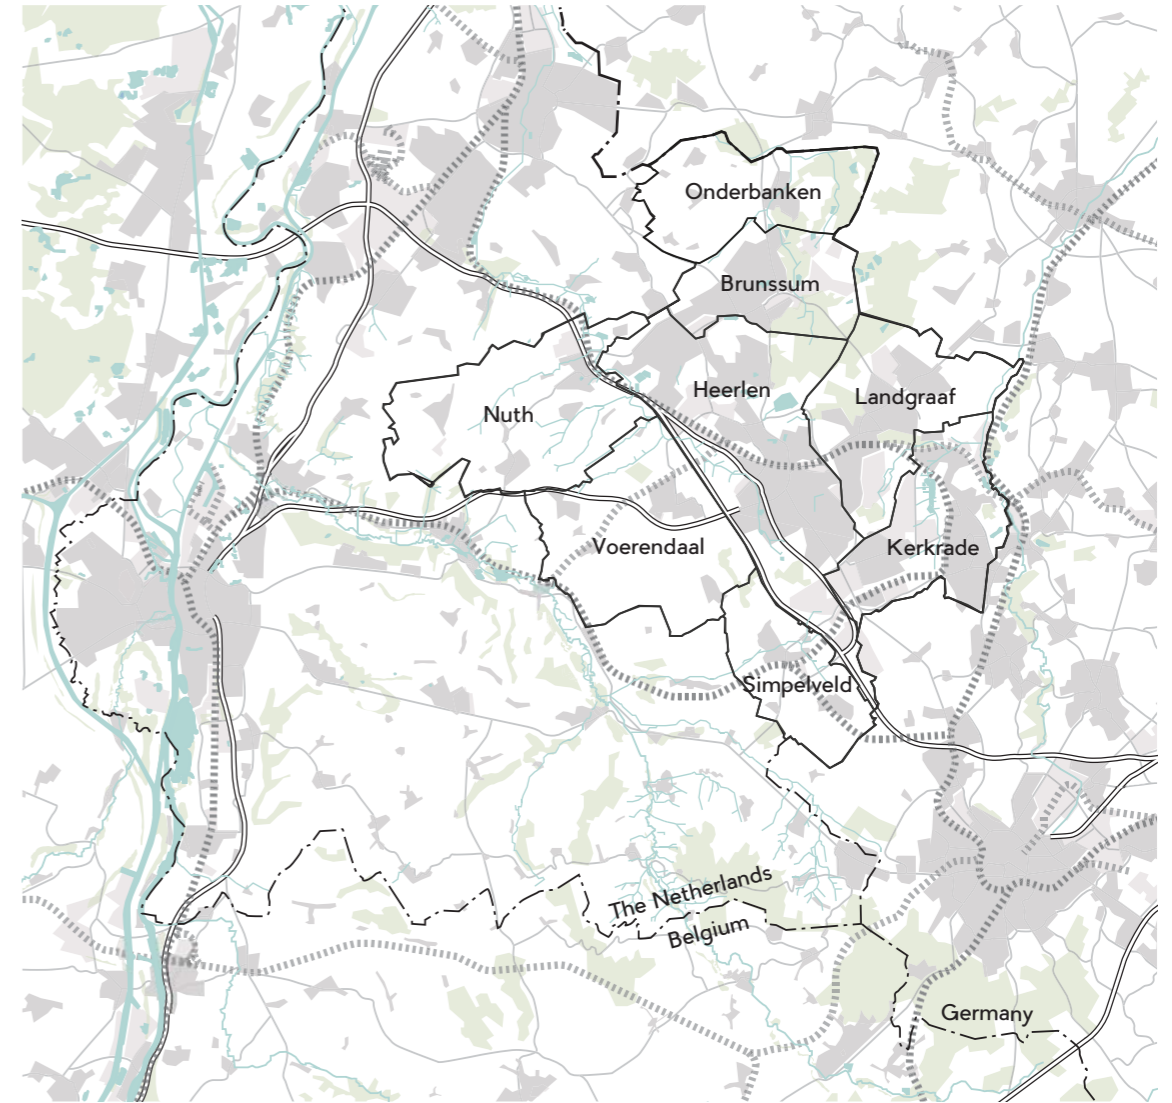 Onderbanken
Brunssum
Heerlen
Landgraaf
Nuth
Voerendaal
Kerkrade
Simpelveld
The Netherlands
Belgium
Germany